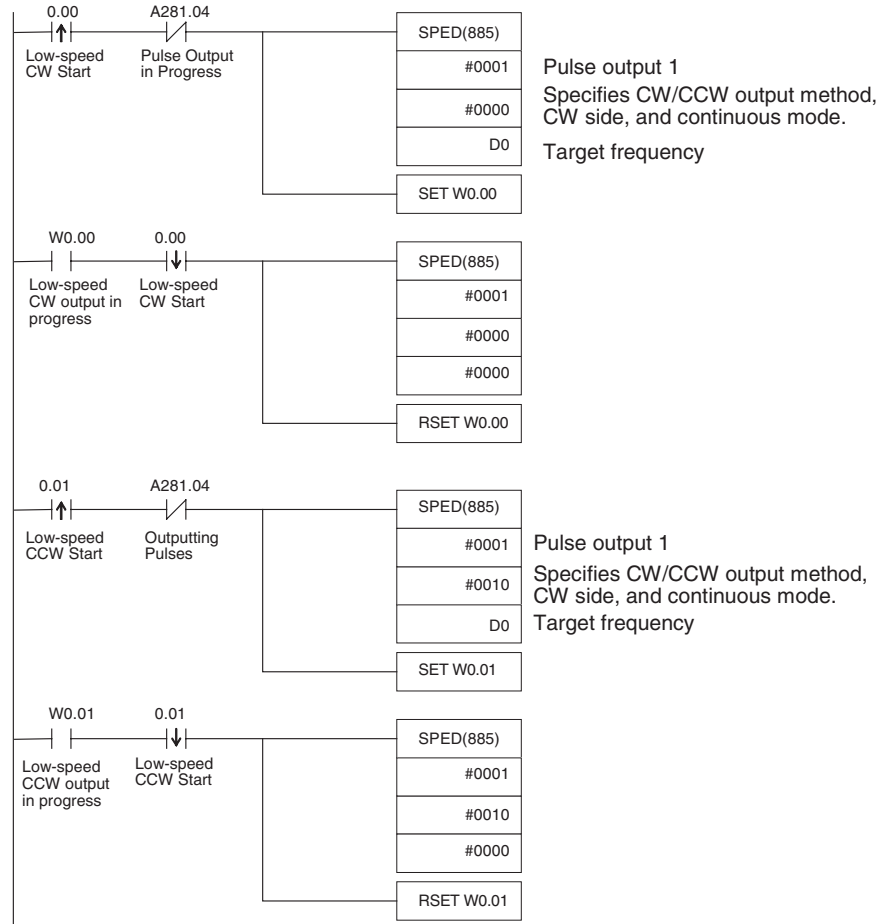 0.00 A281.04
SPED(885)
Low-speed
CW Start
Pulse Output
in Progress
#0001 Pulse output 1
#0000 Specifies CW/CCW output method,
CW side, and continuous mode.
D0 Target frequency
SET W0.00
W0.00 0.00
SPED(885)
Low-speed
CW output in
progress
Low-speed
CW Start
#0001
#0000
#0000
RSET W0.00
0.01 A281.04
SPED(885)
Low-speed
CCW Start
Outputting
Pulses
#0001 Pulse output 1
#0010 Specifies CW/CCW output method,
CW side, and continuous mode.
D0 Target frequency
SET W0.01
W0.01 0.01
SPED(885)
Low-speed
CCW output
in progress
Low-speed
CCW Start
#0001
#0010
#0000
RSET W0.01